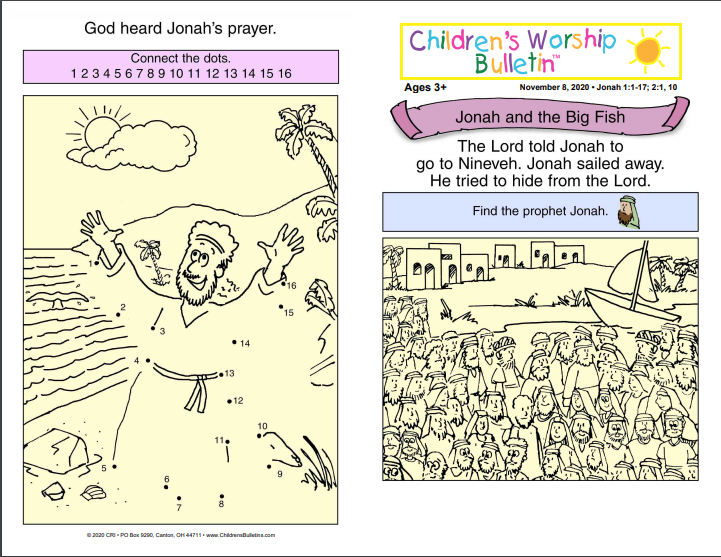 God heard Jonah's prayer.
Connect the dots.
1 2 3 4 5 6 7 8 9 10 11 12 13 14 15 16
1
2
3
4
5
6
7
8
9
10
11
12
13
14
15
16
© 2020 CRI • PO Box 9290, Canton, OH 44711 • www.ChildrensBulletins.com
Children's Worship
Bulletin™
Ages 3+
November 8, 2020 • Jonah 1:1-17; 2:1, 10
Jonah and the Big Fish
The Lord told Jonah to
go to Nineveh. Jonah sailed away.
He tried to hide from the Lord.
Find the prophet Jonah.